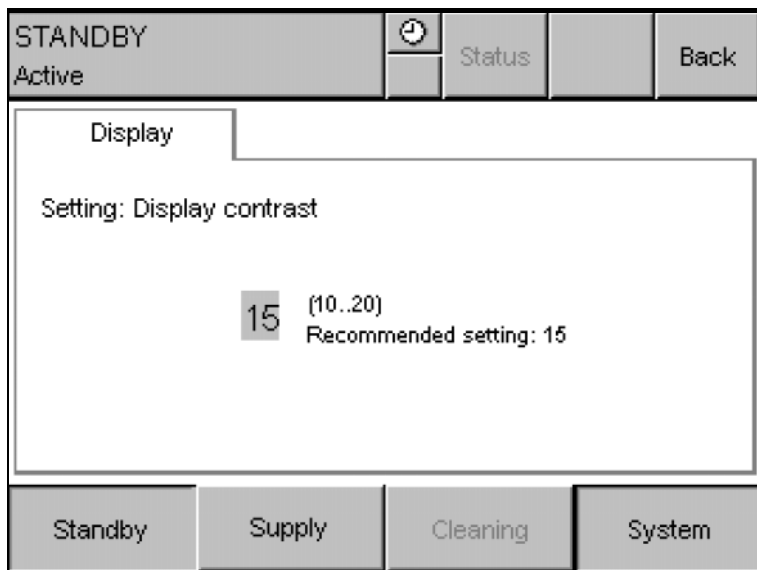 STANDBY
Active
Status
Back
Display
Setting: Display contrast
15
(10..20)
Recommended setting: 15
Standby
Supply
Cleaning
System